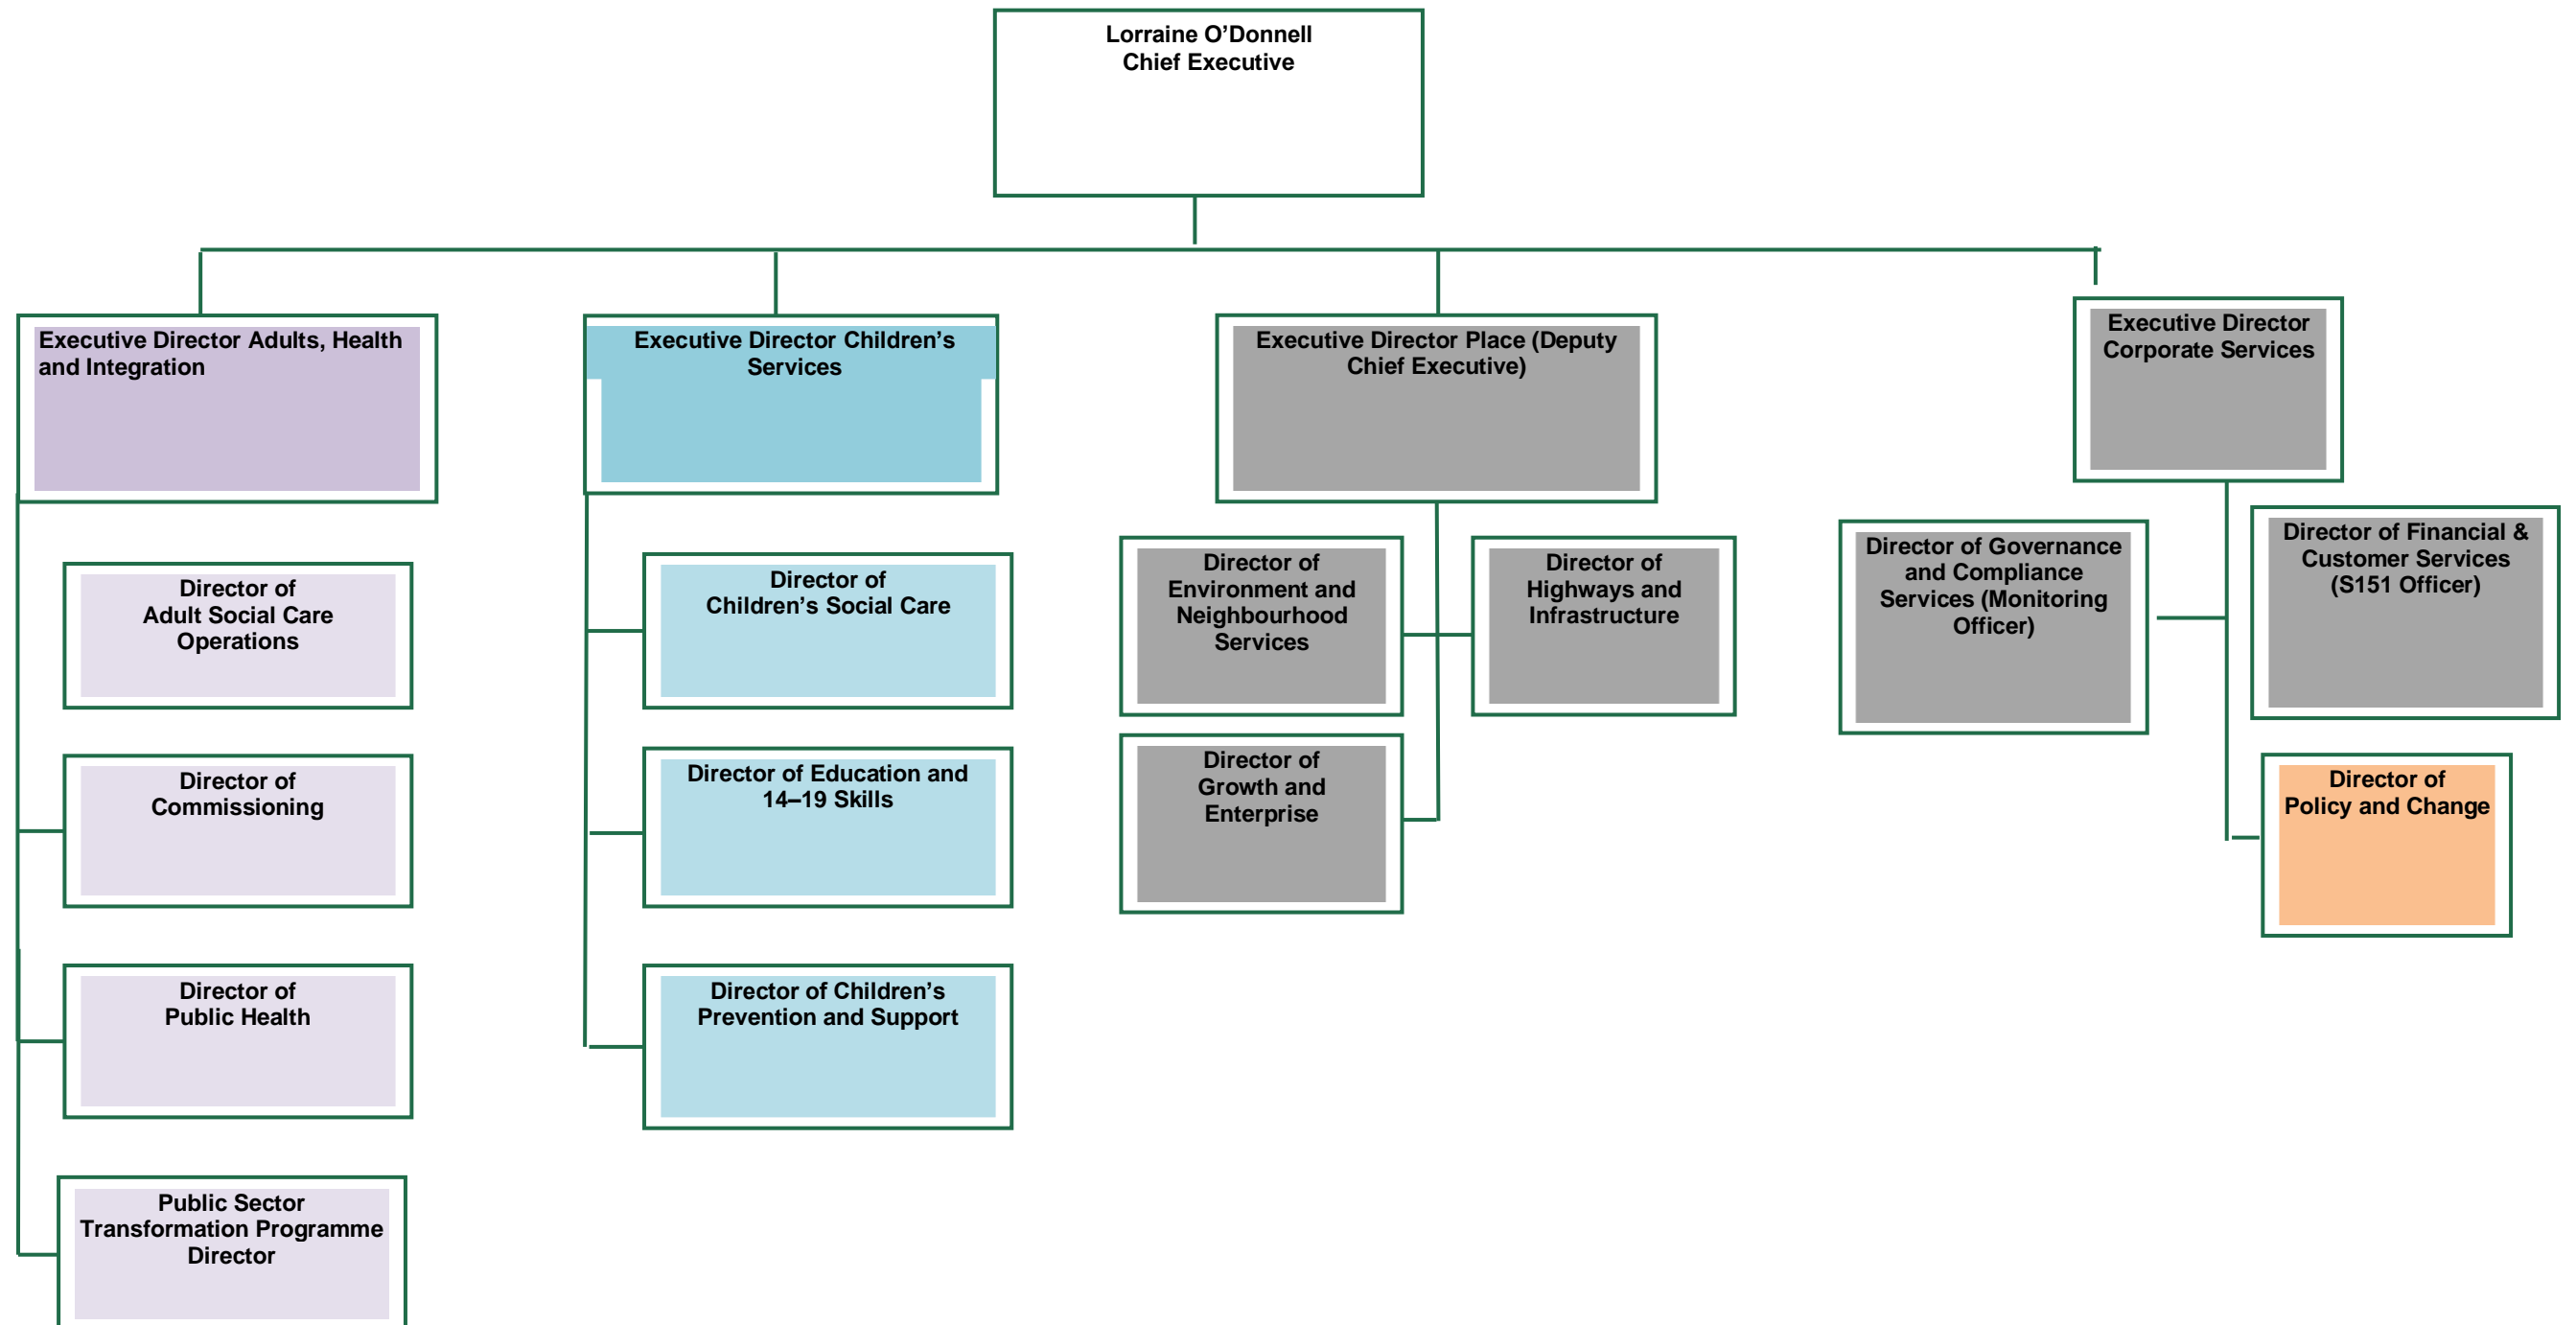 Lorraine O’Donnell
Chief Executive
Executive Director Adults, Health
and Integration
Executive Director Children’s
Services
Executive Director Place (Deputy
Chief Executive)
Executive Director
Corporate Services
Director of
Adult Social Care
Operations
Director of
Children’s Social Care
Director of
Environment and
Neighbourhood
Services
Director of
Highways and
Infrastructure
Director of Governance
and Compliance
Services (Monitoring
Officer)
Director of Financial &
Customer Services
(S151 Officer)
Director of
Commissioning
Director of Education and
14–19 Skills
Director of
Growth and
Enterprise
Director of
Policy and Change
Director of
Public Health
Director of Children’s
Prevention and Support
Public Sector
Transformation Programme
Director